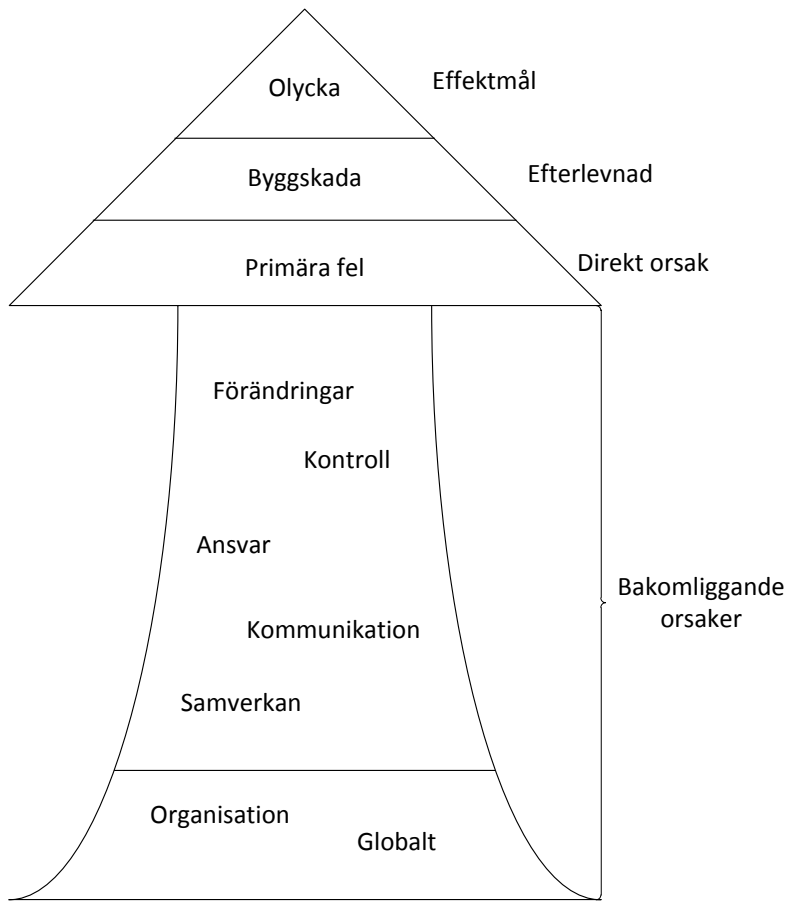 Olycka
Effektmål
Byggskada
Efterlevnad
Primära fel
Direkt orsak
Förändringar
Kontroll
Ansvar
Bakomliggande
orsaker
Kommunikation
Samverkan
Organisation
Globalt